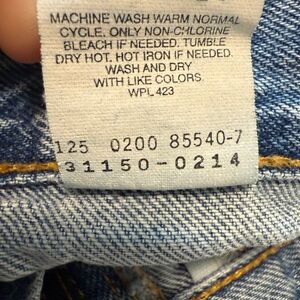 MACHINE WASH WARM NORMAL
CYCLE. ONLY NON-CHLORINE
BLEACH IF NEEDED. TUMBLE
DRY HOT. HOT IRON IF NEEDED.
WASH AND DRY
WITH LIKE COLORS.
WPL 423
125 0200 85540-7
31150-0214